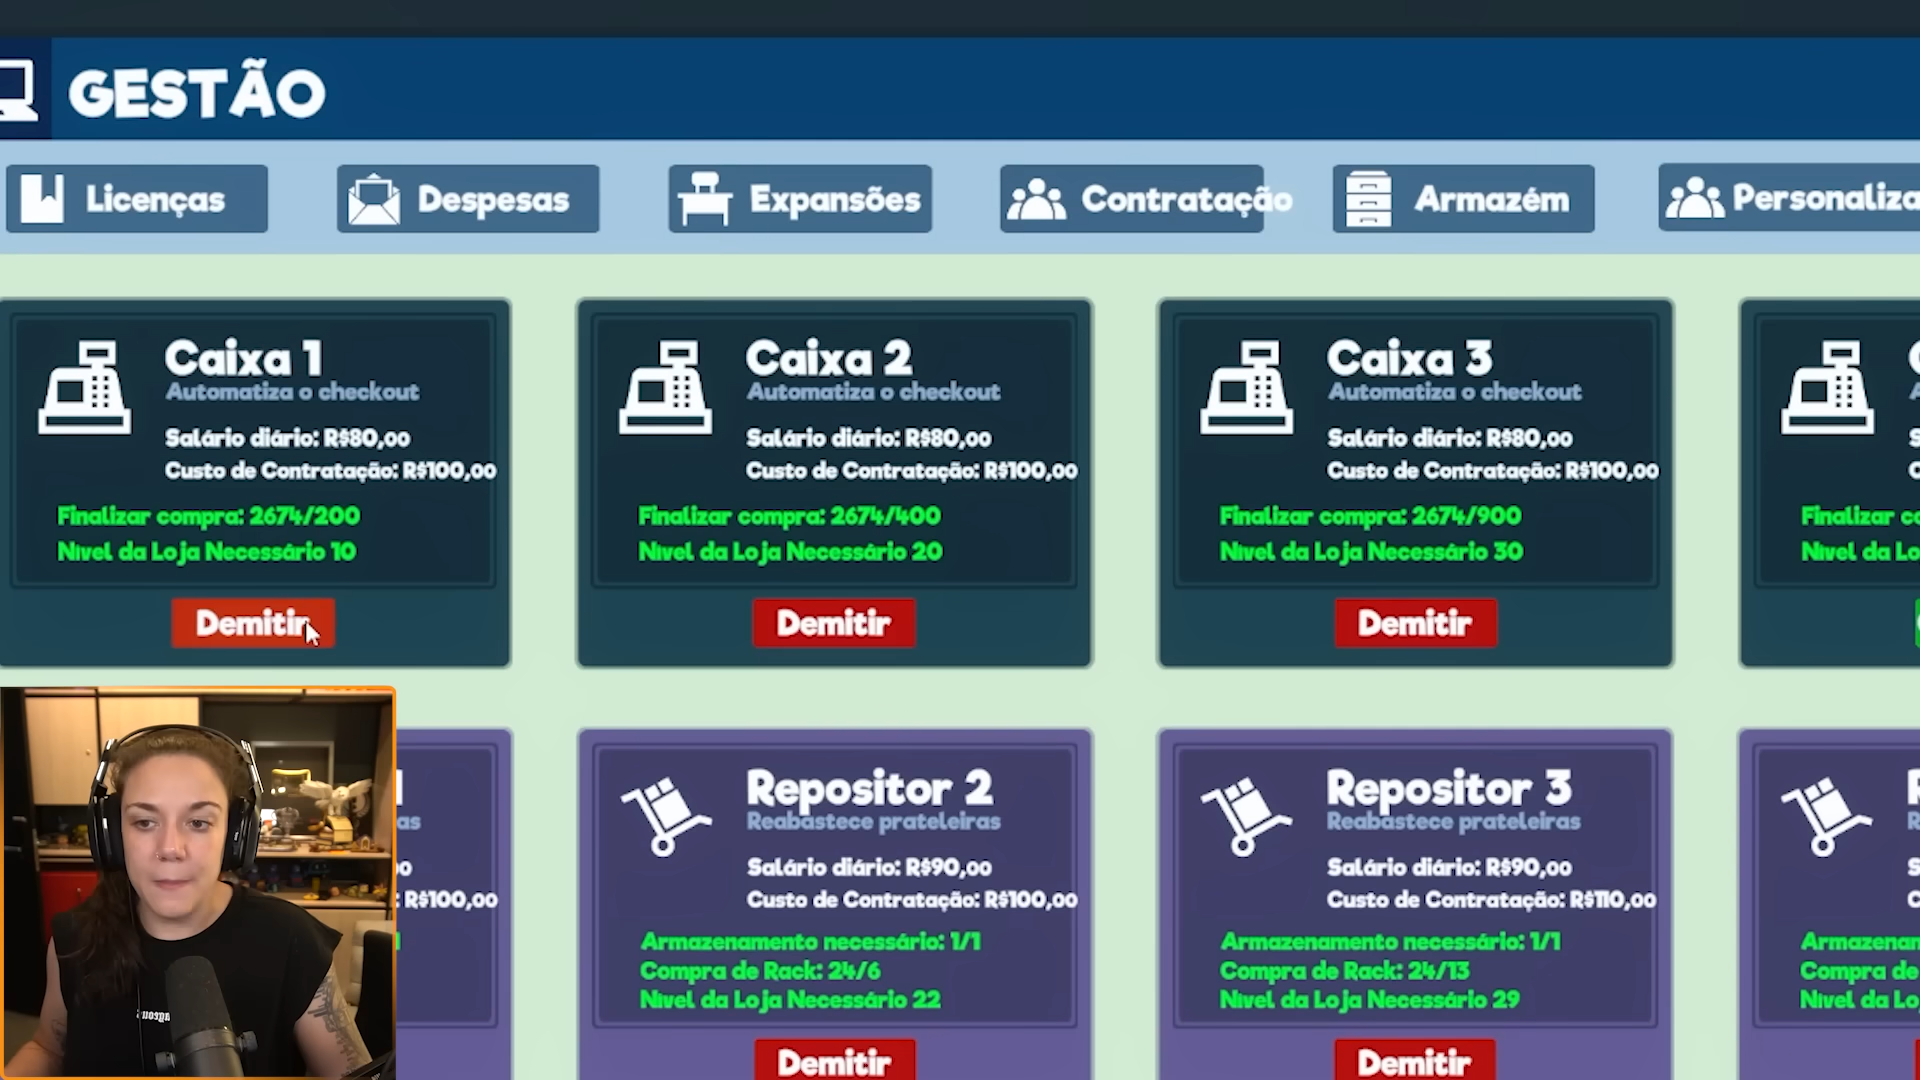 GESTÃO
Licenças
Despesas
Expansões
Contratação
Armazém
Caixa 1
Automatiza o checkout
Salário diário: R$80,00
Custo de Contratação: R$100,00
Finalizar compra: 2674/200
Nível da Loja Necessário 10
Demitir
Caixa 2
Automatiza o checkout
Salário diário: R$80,00
Custo de Contratação: R$100,00
Finalizar compra: 2674/400
Nível da Loja Necessário 20
Demitir
Caixa 3
Automatiza o checkout
Salário diário: R$80,00
Custo de Contratação: R$100,00
Finalizar compra: 2674/900
Nível da Loja Necessário 30
Demitir
Finalizar
Nível da
: R$100,00
Repositor 2
Reabastece prateleiras
Salário diário: R$90,00
Custo de Contratação: R$100,00
Armazenamento necessário: 1/1
Compra de Rack: 24/6
Nível da Loja Necessário 22
Demitir
Repositor 3
Reabastece prateleiras
Salário diário: R$90,00
Custo de Contratação: R$110,00
Armazenamento necessário: 1/1
Compra de Rack: 24/13
Nível da Loja Necessário 29
Demitir
Compra de
Nível da